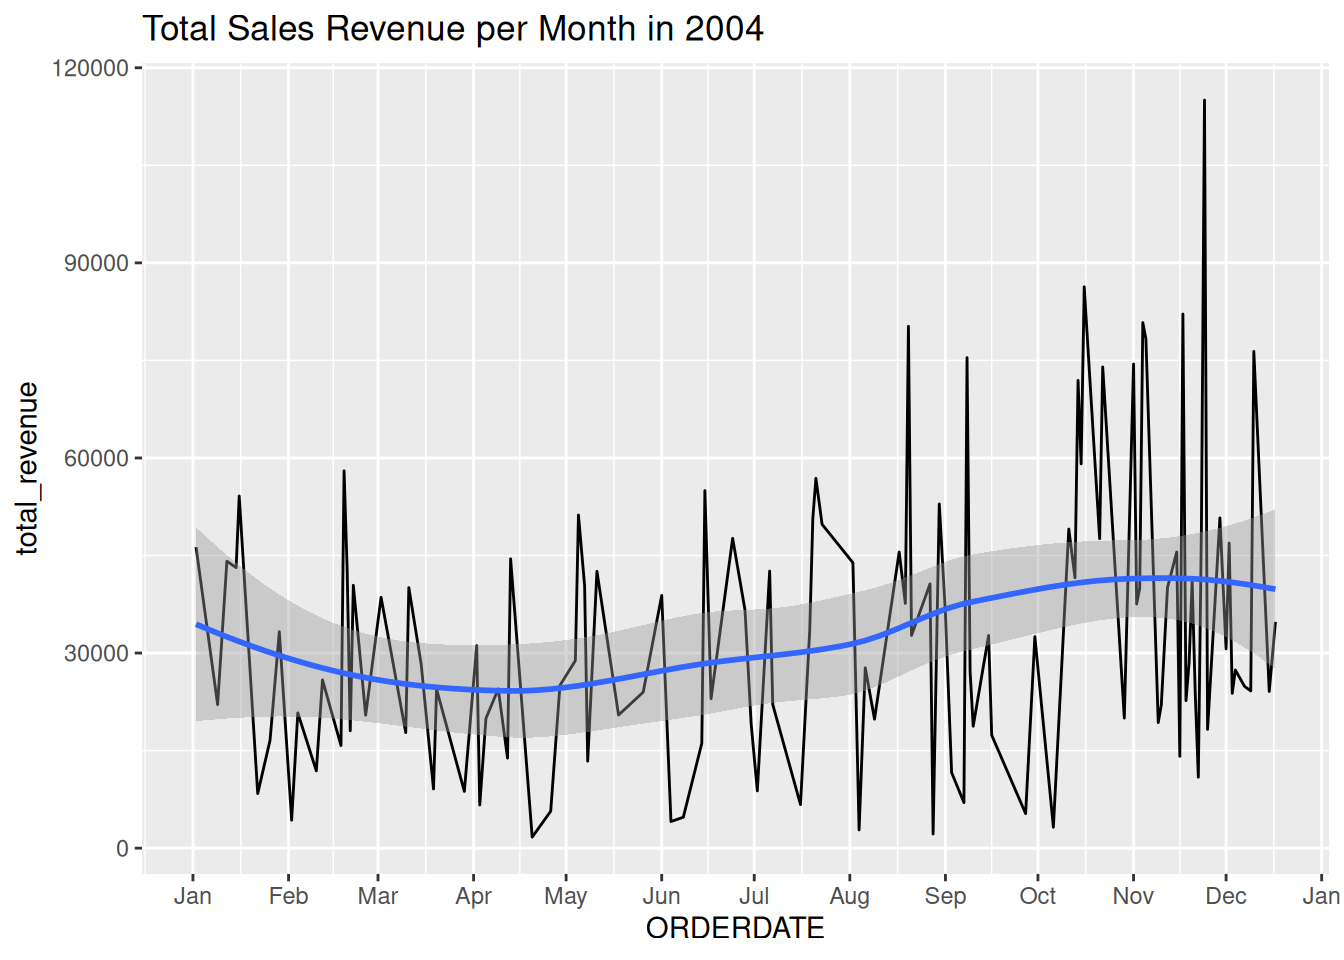 Total Sales Revenue per Month in 2004
total_revenue
120000
90000
60000
30000
0
Jan Feb Mar Apr May Jun Jul Aug Sep Oct Nov Dec Jan
ORDERDATE